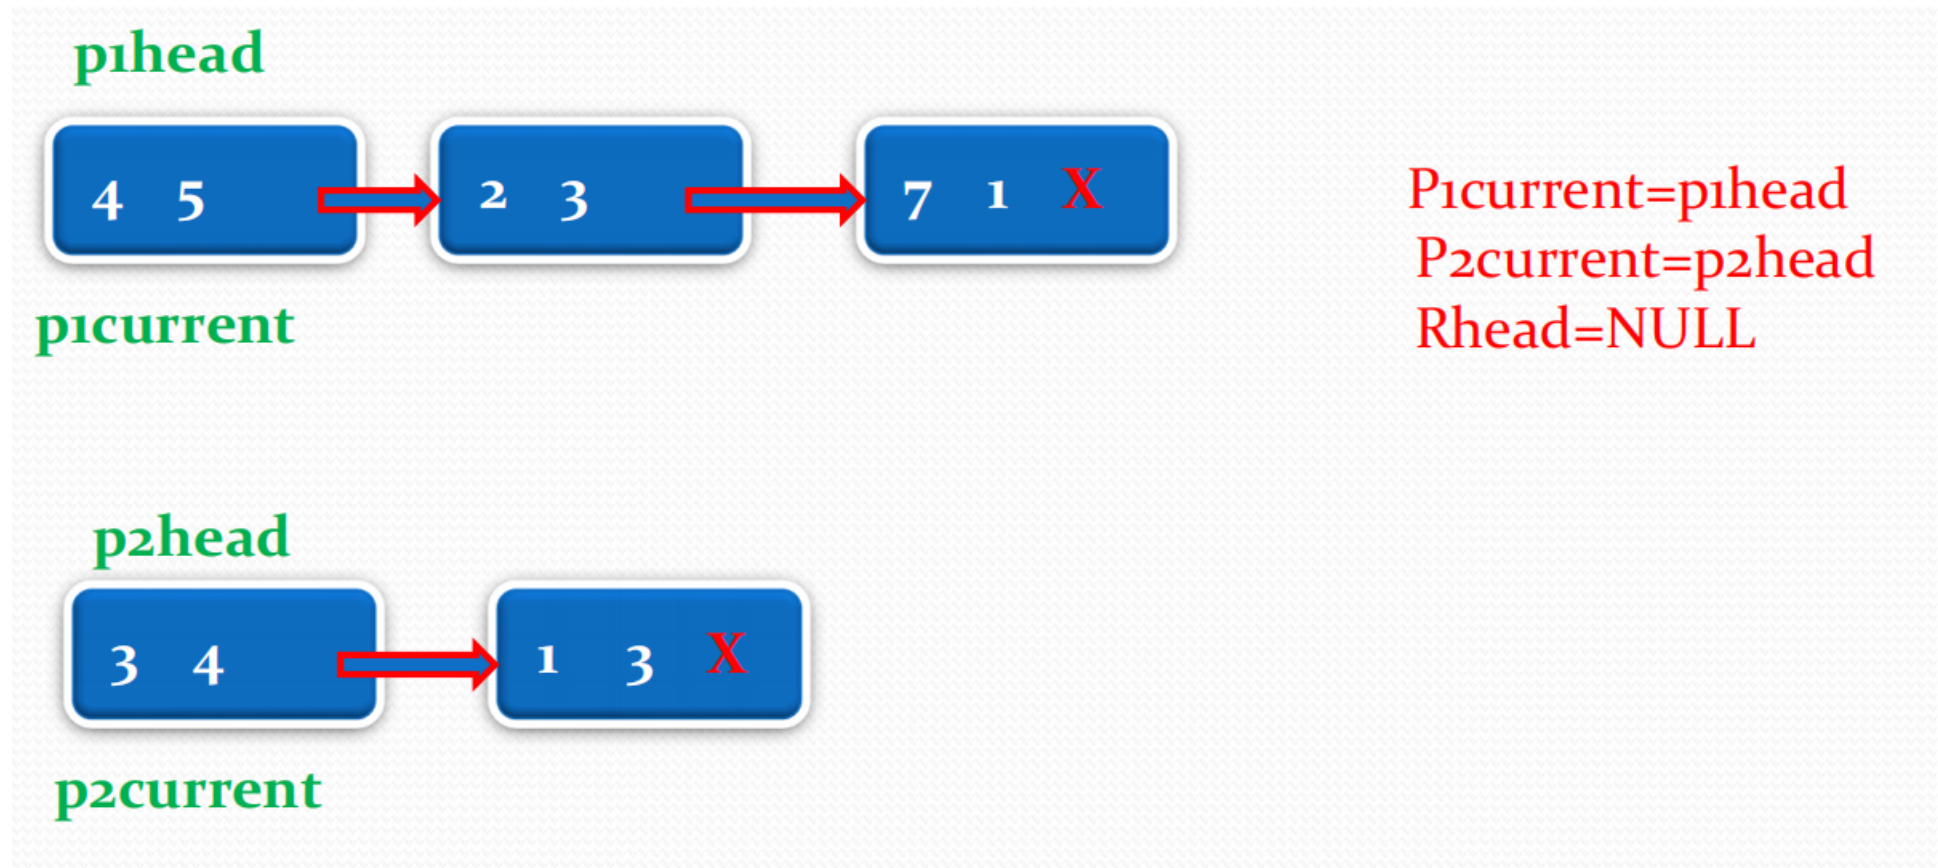 p1head
4 5
2 3
7 1 X
p1current
P1current=p1head
P2current=p2head
Rhead=NULL
p2head
3 4
1 3 X
p2current